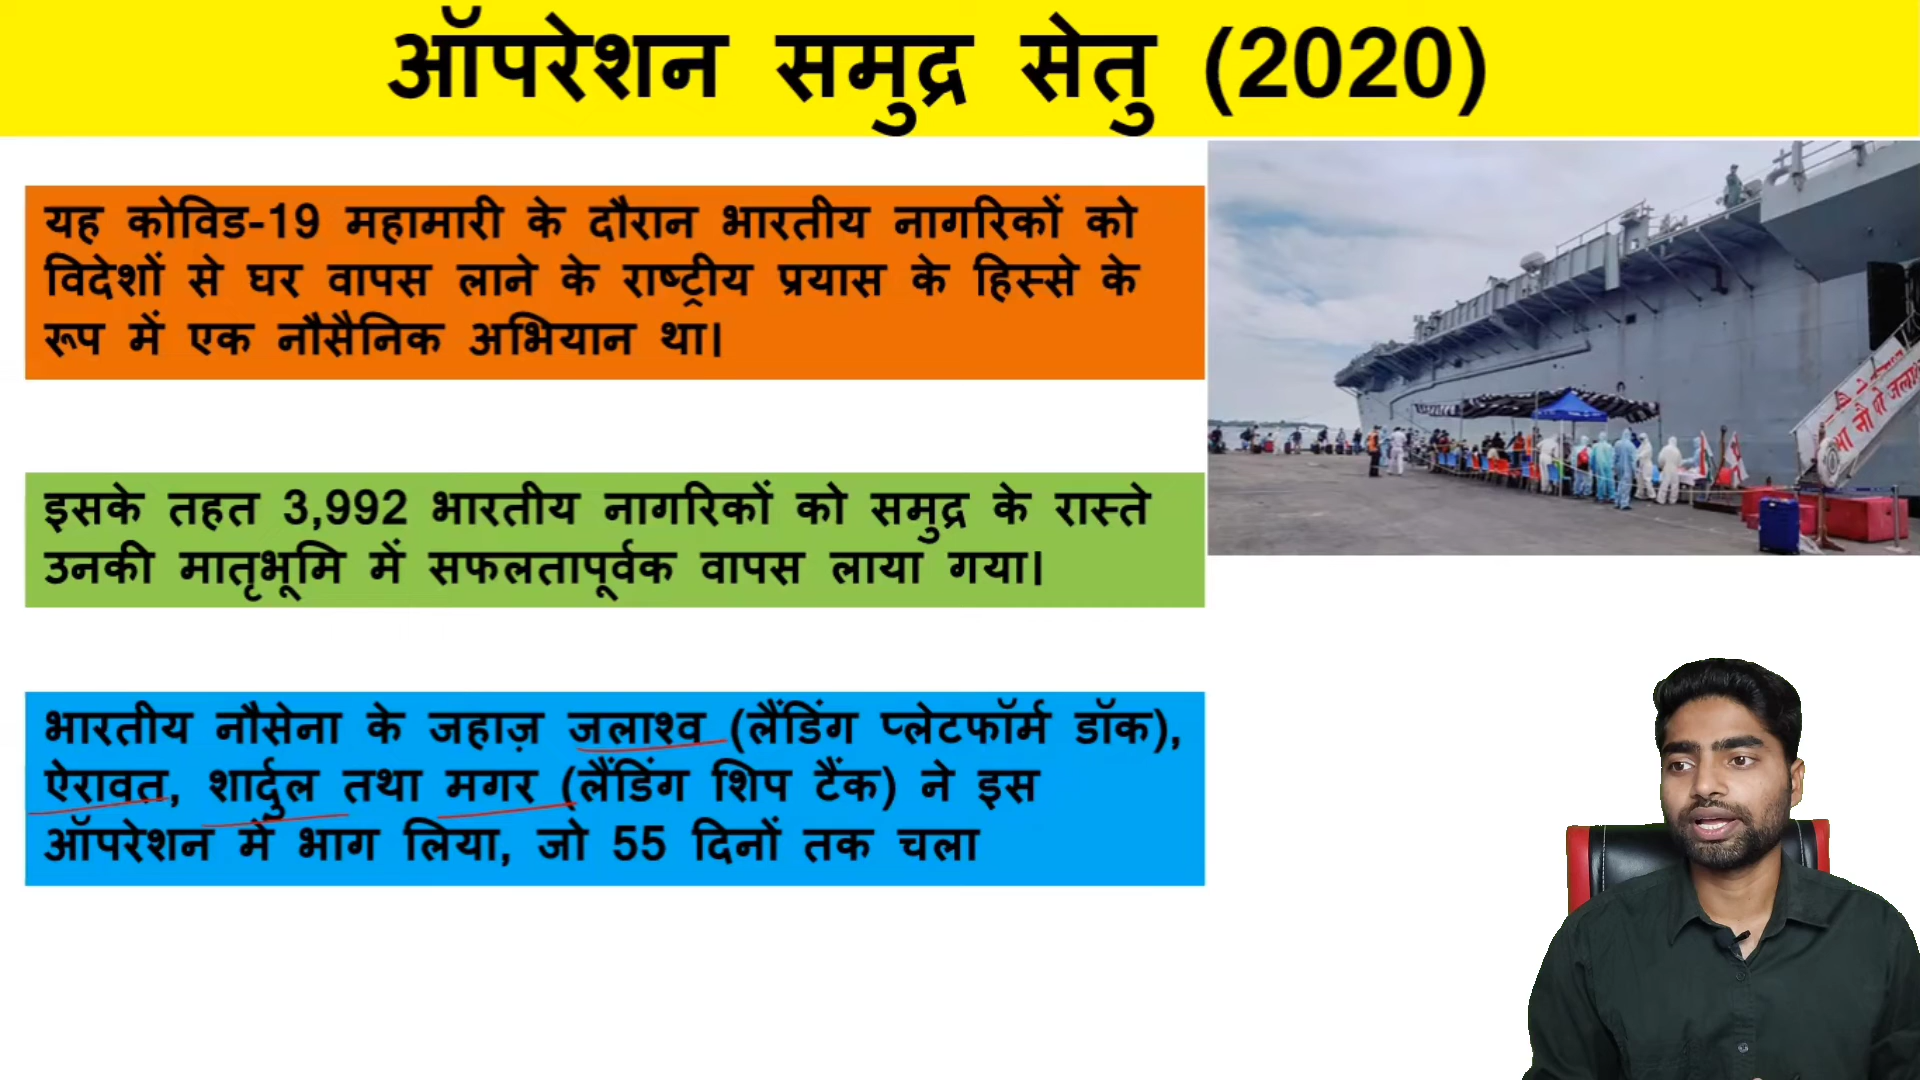 ऑपरेशन समुद्र सेतु (2020)
यह कोविड-19 महामारी के दौरान भारतीय नागरिकों को
विदेशों से घर वापस लाने के राष्ट्रीय प्रयास के हिस्से के
रूप में एक नौसैनिक अभियान था।
इसके तहत 3,992 भारतीय नागरिकों को समुद्र के रास्ते
उनकी मातृभूमि में सफलतापूर्वक वापस लाया गया।
भारतीय नौसेना के जहाज़ जलाश्व (लैंडिंग प्लेटफॉर्म डॉक),
ऐरावत, शार्दुल तथा मगर (लैंडिंग शिप टैंक) ने इस
ऑपरेशन में भाग लिया, जो 55 दिनों तक चला